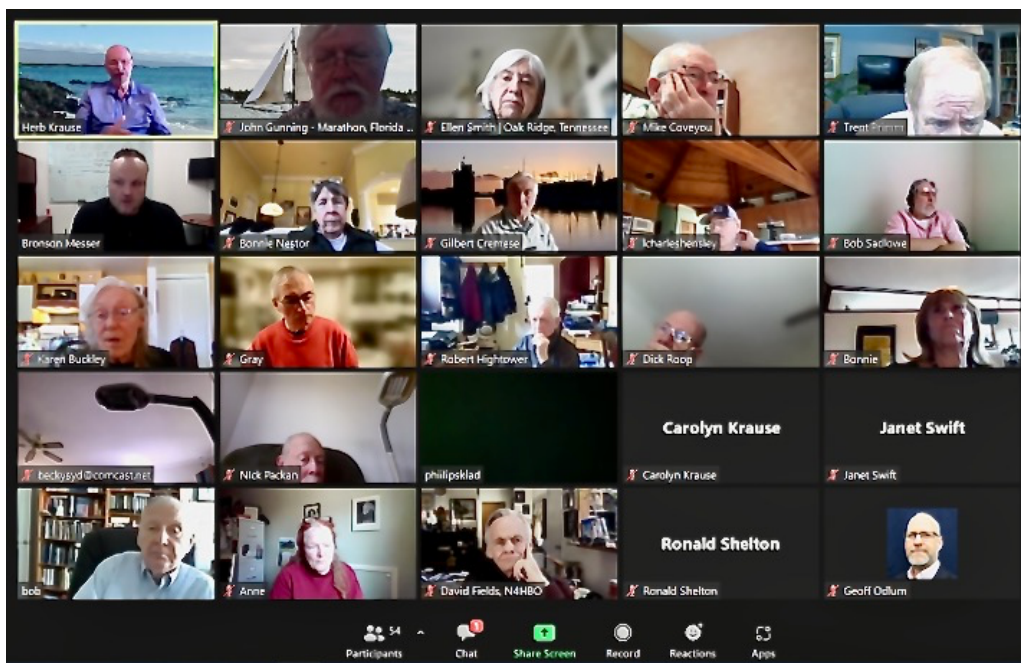 Herb Krause
John Gunning - Marathon, Florida ...
Ellen Smith | Oak Ridge, Tennessee
Mike Coveyou
Trent Primm
Bronson Messer
Bonnie Nestor
Gilbert Cremese
lcharleshensley
Bob Sadlowe
Karen Buckley
Gray
Robert Hightower
Dick Roop
Bonnie
beckysyd@comcast.net
Nick Packan
Carolyn Krause
Carolyn Krause
Janet Swift
Janet Swift
bob
Anne
David Fields, N4HBO
Ronald Shelton
Ronald Shelton
Geoff Odlum
54
1
Participants
Chat
Share Screen
Record
Reactions
Apps